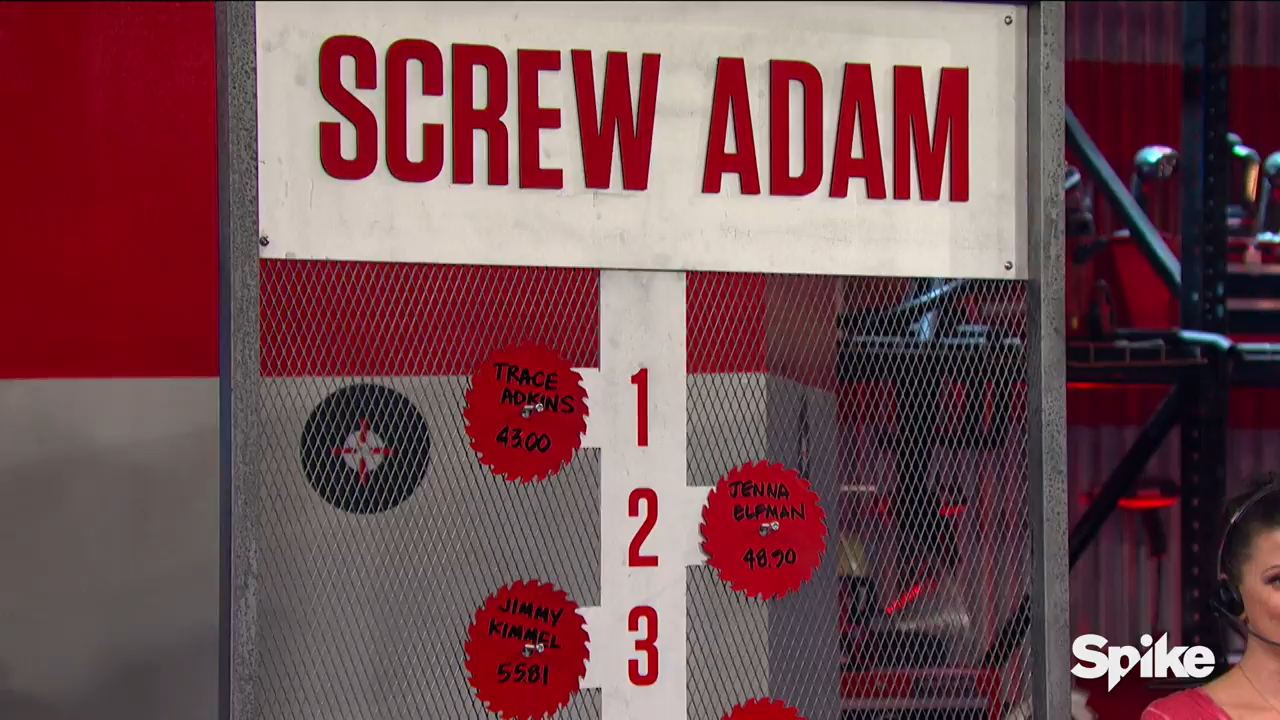 SCREW ADAM
TRACE
ADKINS
43.00
1
2
JENNA
ELFMAN
48.90
JIMMY
KIMMEL
55.81
3
Spike